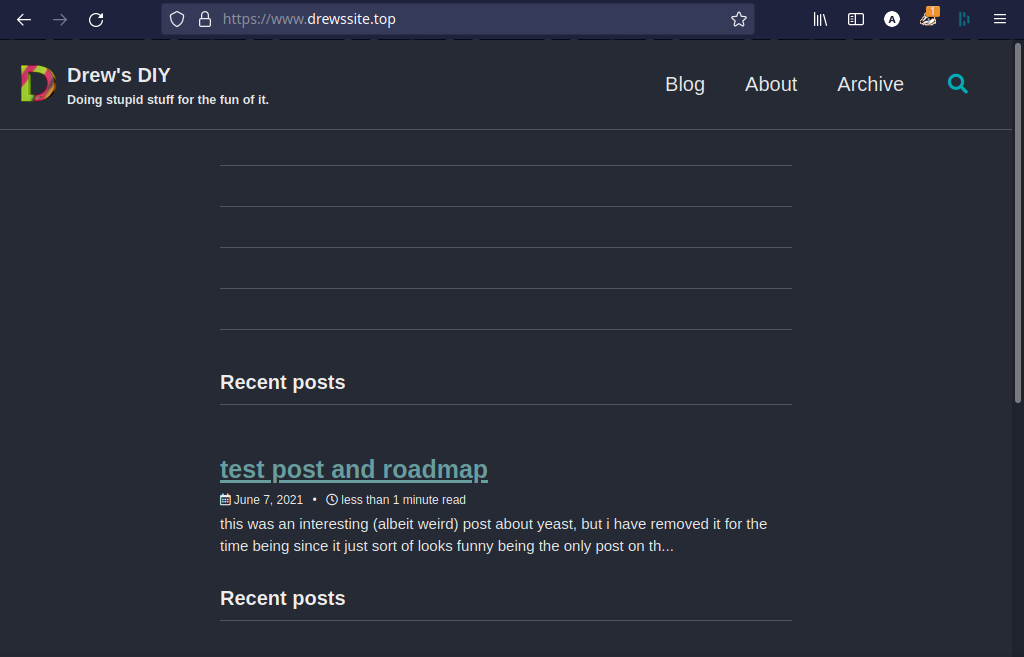 https://www.drewssite.top
A
1
D
Drew's DIY
Doing stupid stuff for the fun of it.
Blog About Archive
Recent posts
test post and roadmap
June 7, 2021 • less than 1 minute read
this was an interesting (albeit weird) post about yeast, but i have removed it for the
time being since it just sort of looks funny being the only post on th...
Recent posts